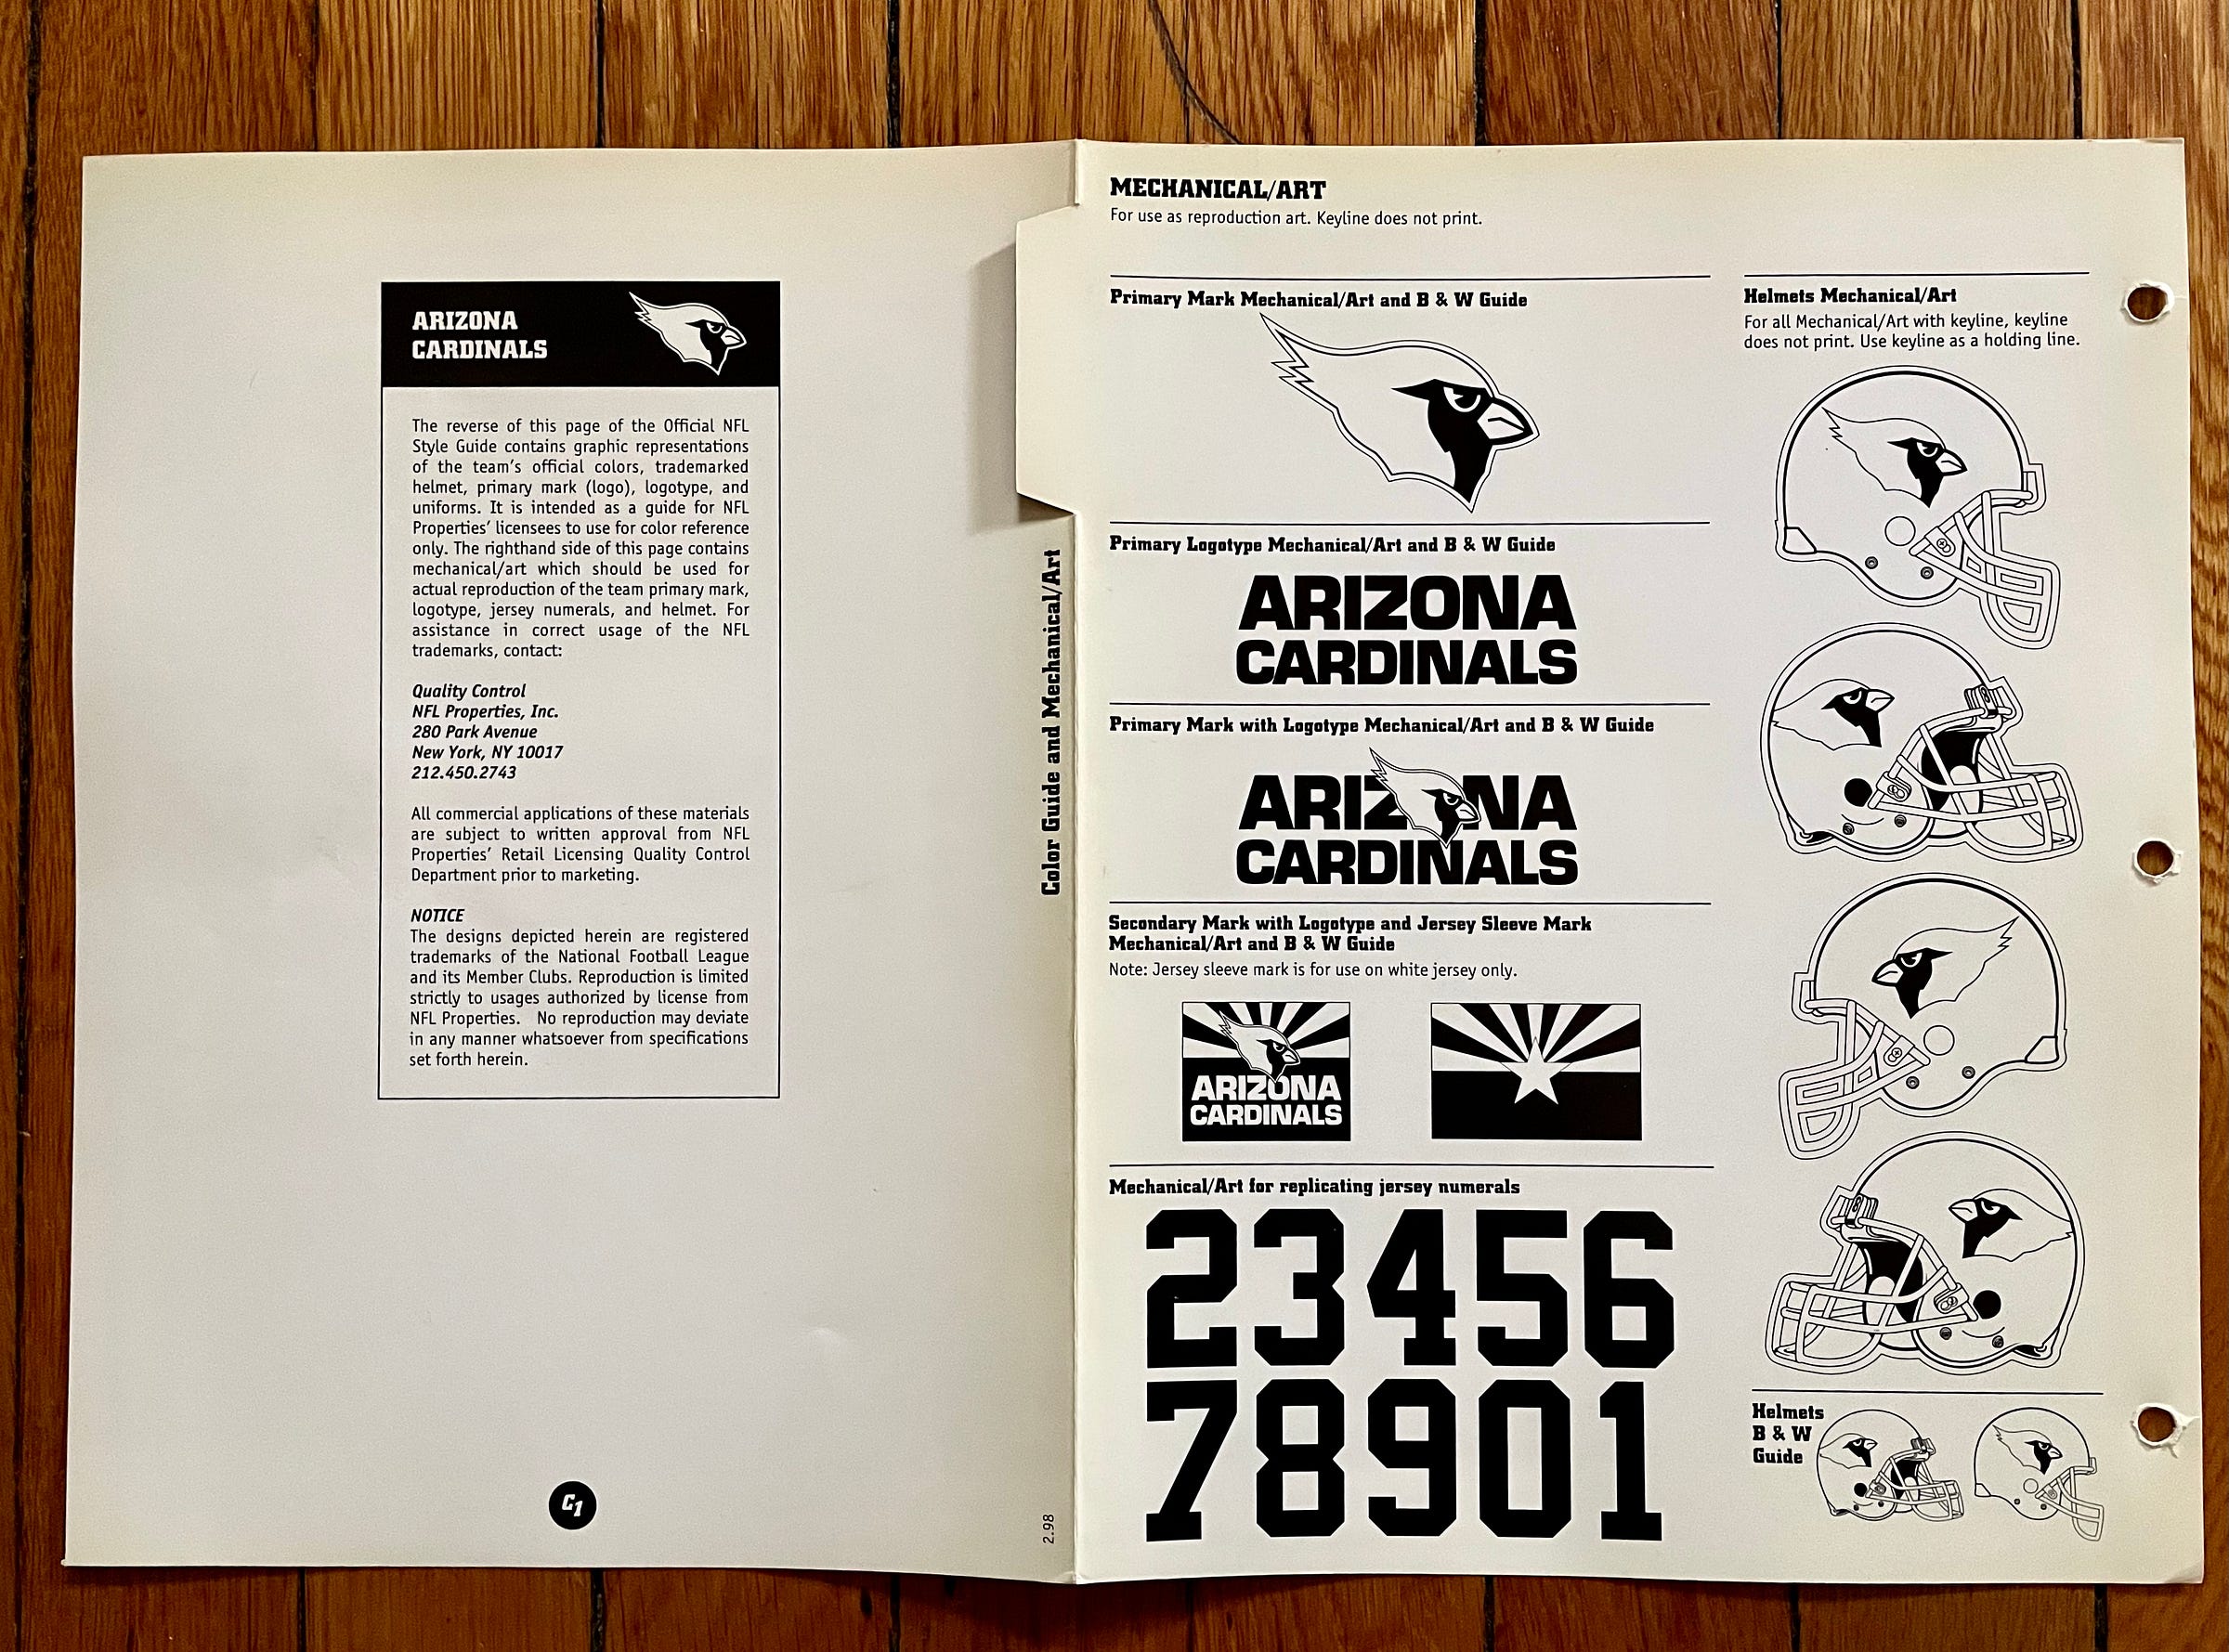 ARIZONA
CARDINALS
The reverse of this page of the Official NFL
Style Guide contains graphic representations
of the team's official colors, trademarked
helmet, primary mark (logo), logotype, and
uniforms. It is intended as a guide for NFL
Properties' licensees to use for color reference
only. The righthand side of this page contains
mechanical/art which should be used for
actual reproduction of the team primary mark,
logotype, jersey numerals, and helmet. For
assistance in correct usage of the NFL
trademarks, contact:
Quality Control
NFL Properties, Inc.
280 Park Avenue
New York, NY 10017
212.450.2743
All commercial applications of these materials
are subject to written approval from NFL
Properties' Retail Licensing Quality Control
Department prior to marketing.
NOTICE
The designs depicted herein are registered
trademarks of the National Football League
and its Member Clubs. Reproduction is limited
strictly to usages authorized by license from
NFL Properties. No reproduction may deviate
in any manner whatsoever from specifications
set forth herein.
C1
Color Guide and Mechanical/Art
2.98
MECHANICAL/ART
For use as reproduction art. Keyline does not print.
Primary Mark Mechanical/Art and B & W Guide
Primary Logotype Mechanical/Art and B & W Guide
ARIZONA
CARDINALS
Primary Mark with Logotype Mechanical/Art and B & W Guide
ARIZ NA
CARDINALS
Secondary Mark with Logotype and Jersey Sleeve Mark
Mechanical/Art and B & W Guide
Note: Jersey sleeve mark is for use on white jersey only.
ARIZONA
CARDINALS
Mechanical/Art for replicating jersey numerals
23456
78901
Helmets Mechanical/Art
For all Mechanical/Art with keyline, keyline
does not print. Use keyline as a holding line.
Helmets
B & W
Guide